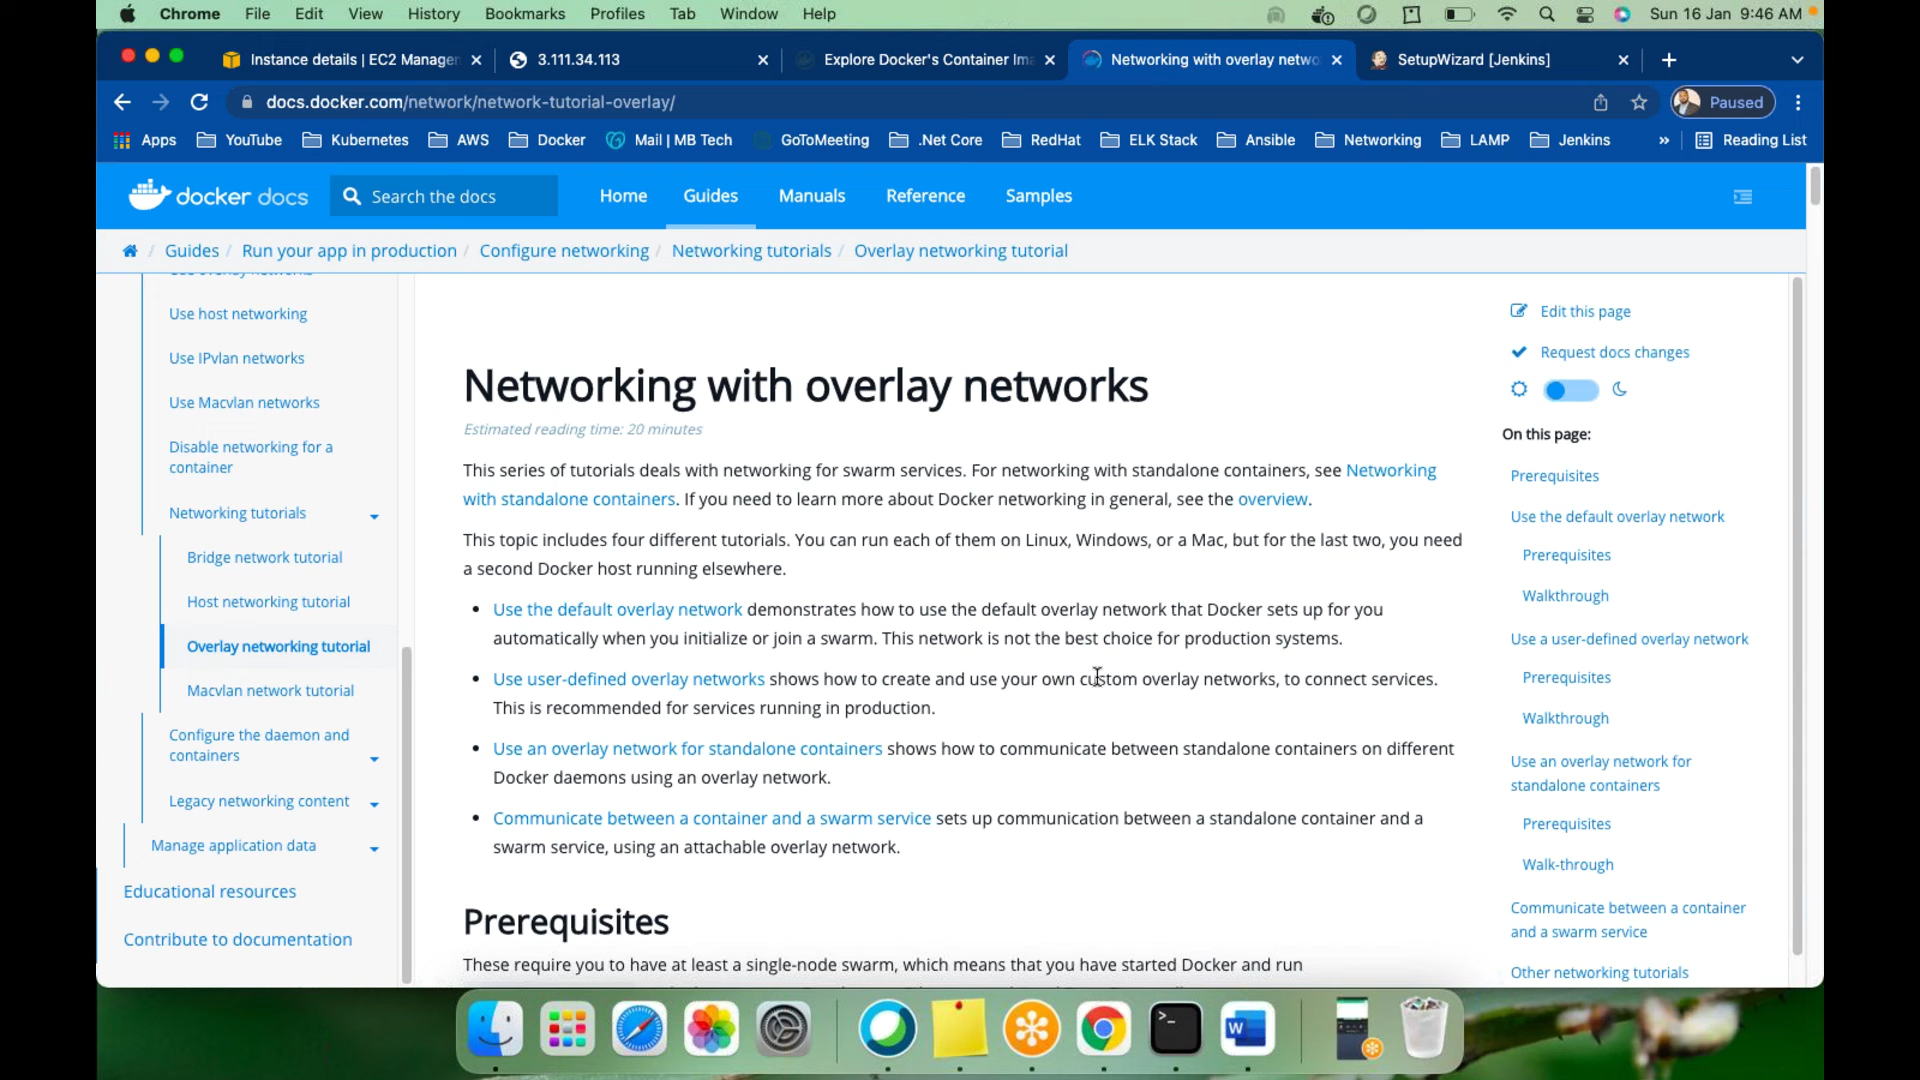 Chrome File Edit View History Bookmarks Profiles Tab Window Help Sun 16 Jan 9:46 AM
Instance details | EC2 Manager 3.111.34.113 Explore Docker's Container Ima Networking with overlay netwo SetupWizard [Jenkins]
docs.docker.com/network/network-tutorial-overlay/ Paused
Apps YouTube Kubernetes AWS Docker Mail | MB Tech GoToMeeting .Net Core RedHat ELK Stack Ansible Networking LAMP Jenkins » Reading List
docker docs Search the docs Home Guides Manuals Reference Samples
/ Guides / Run your app in production / Configure networking / Networking tutorials / Overlay networking tutorial
Use overlay networks
Use host networking
Use IPvlan networks
Use Macvlan networks
Disable networking for a
container
Networking tutorials
Bridge network tutorial
Host networking tutorial
Overlay networking tutorial
Macvlan network tutorial
Configure the daemon and
containers
Legacy networking content
Manage application data
Educational resources
Contribute to documentation
Networking with overlay networks
Estimated reading time: 20 minutes
This series of tutorials deals with networking for swarm services. For networking with standalone containers, see Networking
with standalone containers. If you need to learn more about Docker networking in general, see the overview.
This topic includes four different tutorials. You can run each of them on Linux, Windows, or a Mac, but for the last two, you need
a second Docker host running elsewhere.
• Use the default overlay network demonstrates how to use the default overlay network that Docker sets up for you
automatically when you initialize or join a swarm. This network is not the best choice for production systems.
• Use user-defined overlay networks shows how to create and use your own custom overlay networks, to connect services.
This is recommended for services running in production.
• Use an overlay network for standalone containers shows how to communicate between standalone containers on different
Docker daemons using an overlay network.
• Communicate between a container and a swarm service sets up communication between a standalone container and a
swarm service, using an attachable overlay network.
Prerequisites
These require you to have at least a single-node swarm, which means that you have started Docker and run
Edit this page
Request docs changes
On this page:
Prerequisites
Use the default overlay network
Prerequisites
Walkthrough
Use a user-defined overlay network
Prerequisites
Walkthrough
Use an overlay network for
standalone containers
Prerequisites
Walk-through
Communicate between a container
and a swarm service
Other networking tutorials